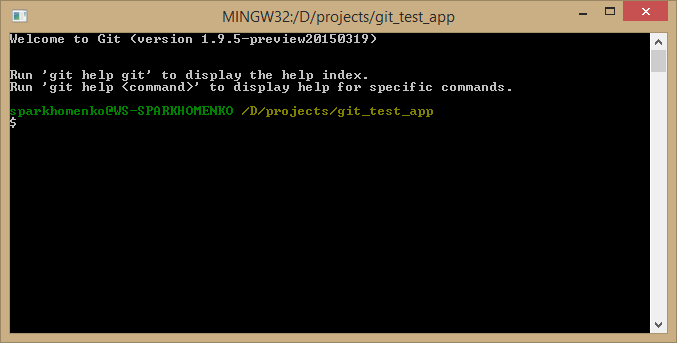 MINGW32:/D/projects/git_test_app
Welcome to Git (version 1.9.5-preview20150319)
Run 'git help git' to display the help index.
Run 'git help <command>' to display help for specific commands.
sparkhomenko@WS-SPARKHOMENKO /D/projects/git_test_app
$